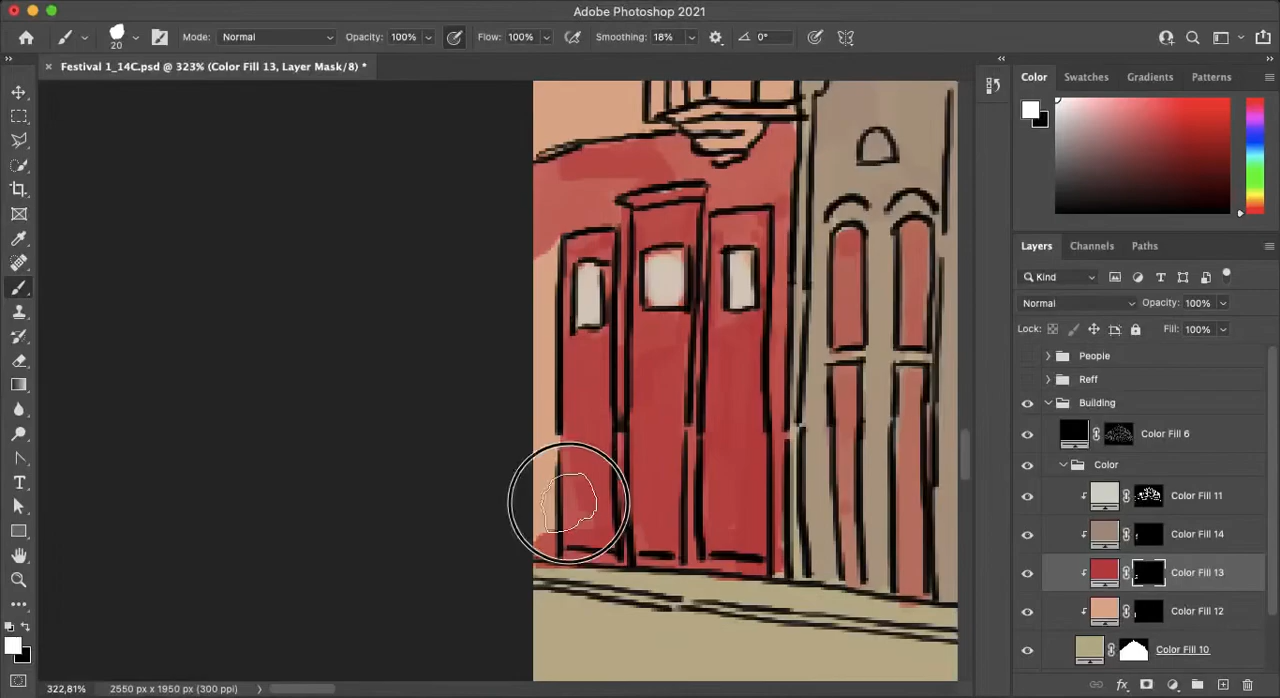 Adobe Photoshop 2021
20
Mode: Normal
Opacity: 100%
Flow: 100%
Smoothing: 18%
0°
Festival 1_14C.psd @ 323% (Color Fill 13, Layer Mask/8) *
Color
Swatches
Gradients
Patterns
Layers
Channels
Paths
Kind
Normal
Opacity: 100%
Lock:
Fill: 100%
People
Reff
Building
Color Fill 6
Color
Color Fill 11
Color Fill 14
Color Fill 13
Color Fill 12
Color Fill 10
322,81%
2550 px x 1950 px (300 ppi)